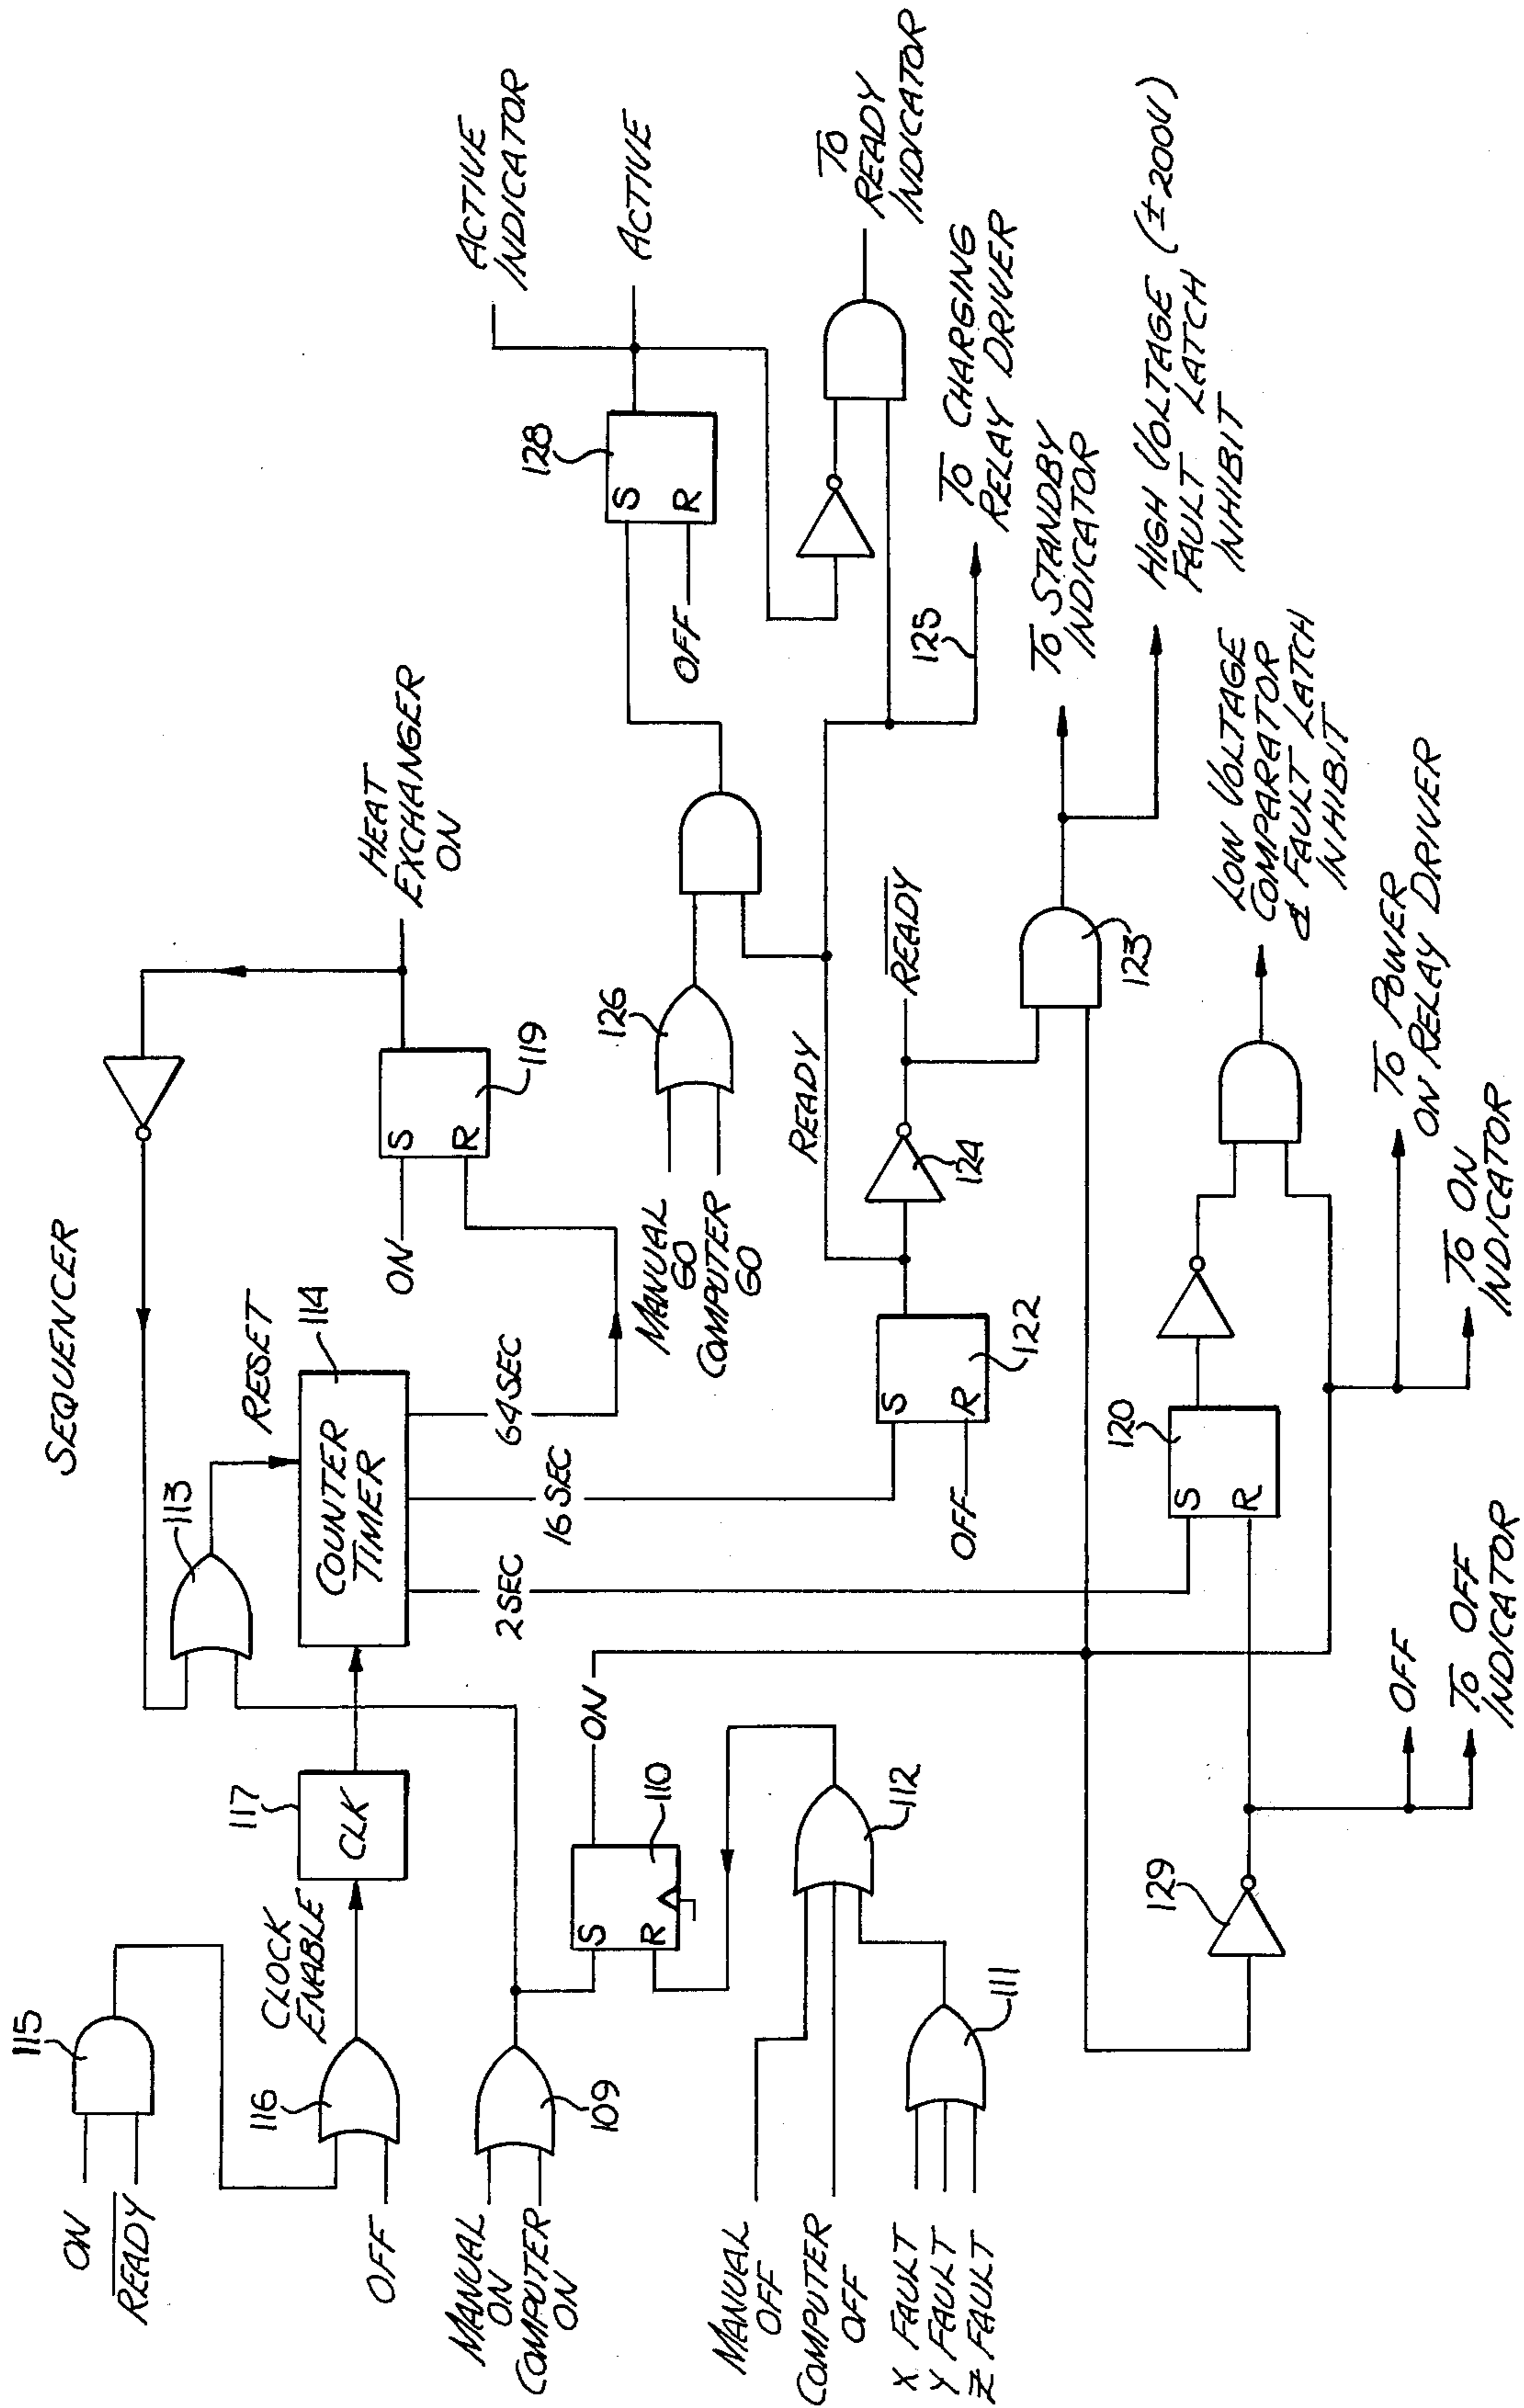 SEQUENCER
115
ON
READY
116
OFF
CLOCK
ENABLE
117
CLK
113
RESET
114
COUNTER
TIMER
2SEC
16SEC
64SEC
ON
S
R
119
HEAT
EXCHANGER
ON
MANUAL
ON
COMPUTER
ON
109
S
R
110
ON
MANUAL
OFF
COMPUTER
OFF
112
X FAULT
Y FAULT
Z FAULT
111
MANUAL
GO
COMPUTER
GO
126
S
R
OFF
128
ACTIVE
INDICATOR
ACTIVE
TO
READY
INDICATOR
125
TO CHARGING
RELAY DRIVER
READY
OFF
S
R
122
124
READY
123
TO STANDBY
INDICATOR
HIGH VOLTAGE (±200V)
FAULT LATCH
INHIBIT
120
S
R
LOW VOLTAGE
COMPARATOR
& FAULT LATCH
INHIBIT
TO POWER
ON RELAY DRIVER
TO ON
INDICATOR
129
OFF
TO OFF
INDICATOR